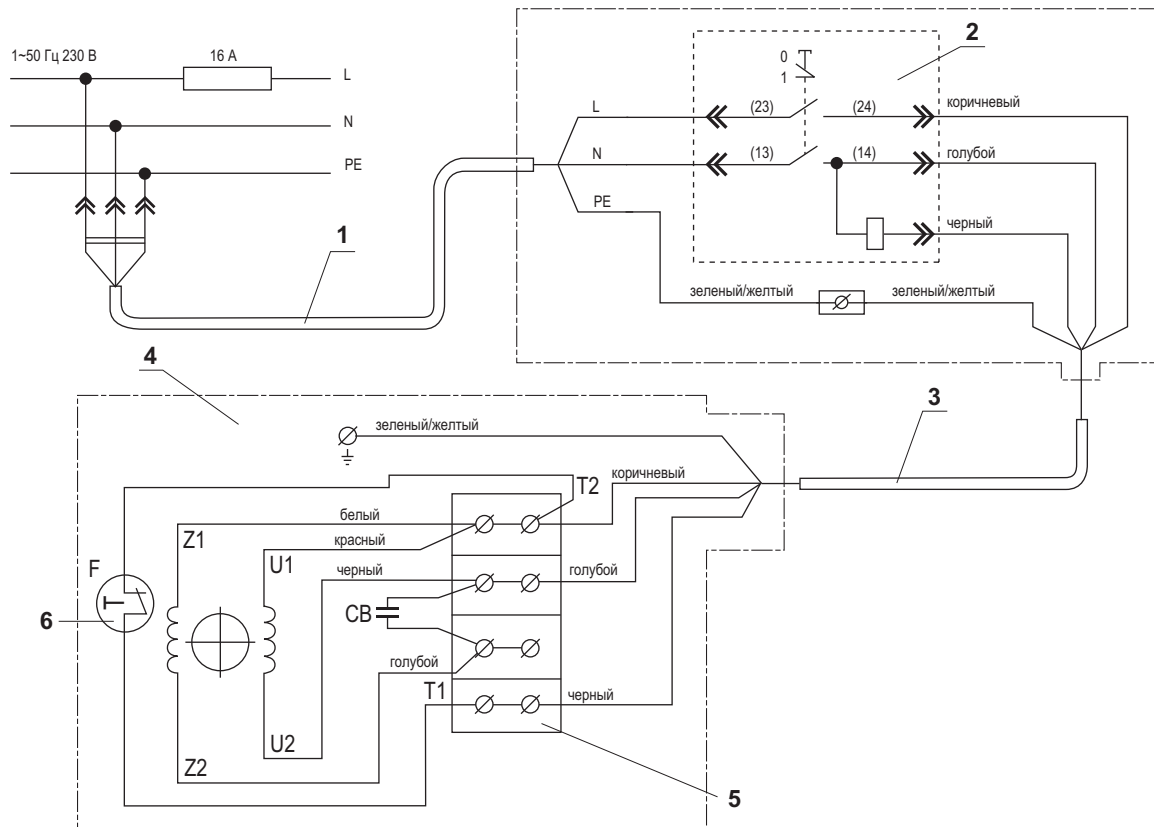 1~50 Гц 230 В
16 А
L
N
PE
1
2
0
1
L
(23)
(24)
коричневый
N
(13)
(14)
голубой
PE
черный
зеленый/желтый
зеленый/желтый
4
3
зеленый/желтый
T2
коричневый
белый
Z1
красный
U1
F
черный
голубой
6
CB
голубой
T1
черный
U2
Z2
5